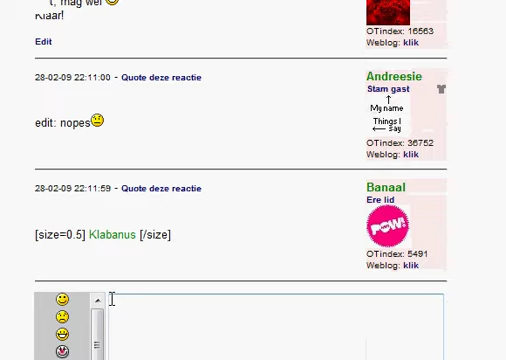 t, mag wel
Klaar!
OTindex: 16563
Edit
Weblog: klik
28-02-09 22:11:00 - Quote deze reactie
Andreesie
Stam gast
My name
Things I
say
edit: nopes
OTindex: 36752
Weblog: klik
28-02-09 22:11:59 - Quote deze reactie
Banaal
Ere lid
POW!
[size=0.5] Klabanus [/size]
OTindex: 5491
Weblog: klik